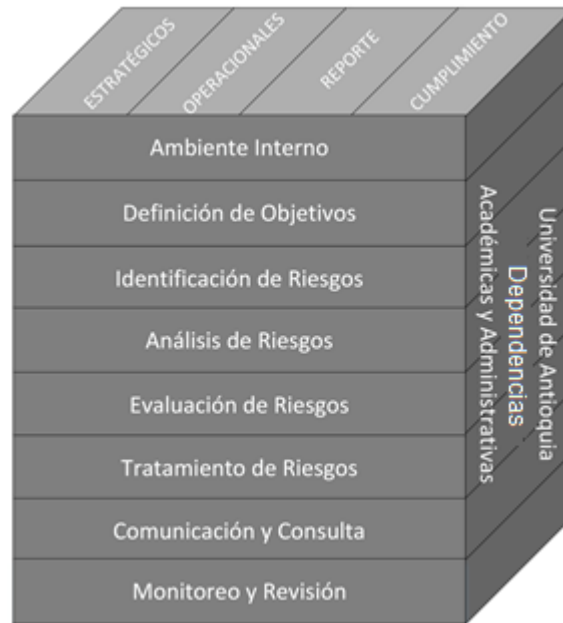 ESTRATÉGICOS
OPERACIONALES
REPORTE
CUMPLIMIENTO
Ambiente Interno
Definición de Objetivos
Identificación de Riesgos
Análisis de Riesgos
Evaluación de Riesgos
Tratamiento de Riesgos
Comunicación y Consulta
Monitoreo y Revisión
Universidad de Antioquia
Dependencias
Académicas y Administrativas